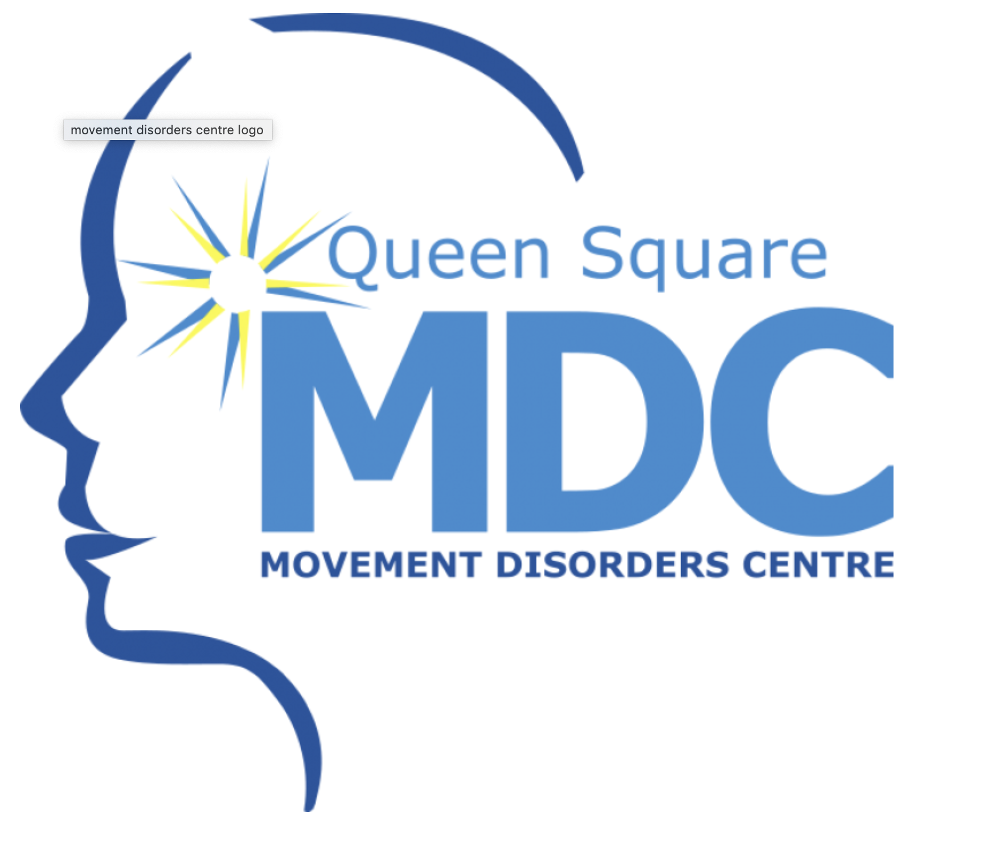 movement disorders centre logo
Queen Square
MDC
MOVEMENT DISORDERS CENTRE